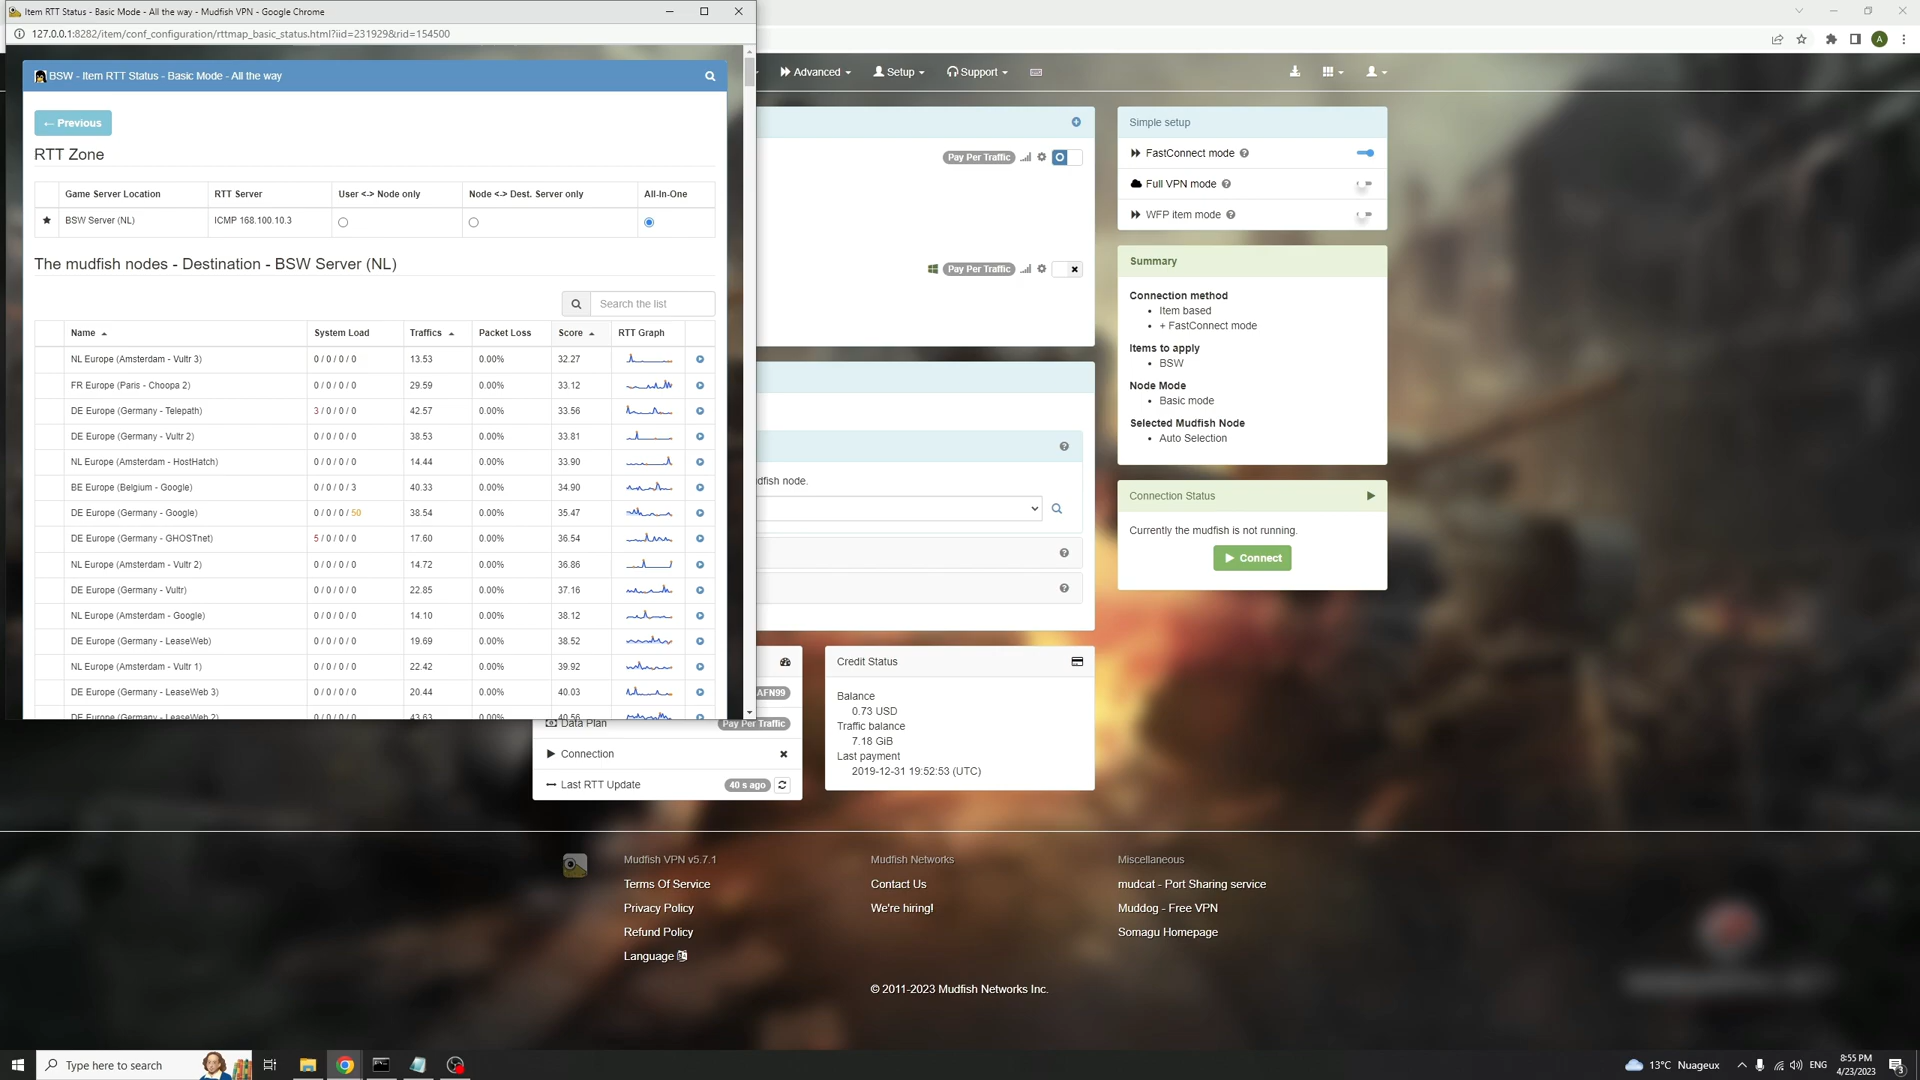 Item RTT Status - Basic Mode - All the way - Mudfish VPN - Google Chrome
127.0.0.1:8282/item/conf_configuration/rttmap_basic_status.html?iid=231929&rid=154500
BSW - Item RTT Status - Basic Mode - All the way
← Previous
RTT Zone
Game Server Location RTT Server User <-> Node only Node <-> Dest. Server only All-In-One
BSW Server (NL) ICMP 168.100.10.3
The mudfish nodes - Destination - BSW Server (NL)
Search the list
Name System Load Traffics Packet Loss Score RTT Graph
NL Europe (Amsterdam - Vultr 3) 0 / 0 / 0 / 0 13.53 0.00% 32.27
FR Europe (Paris - Choopa 2) 0 / 0 / 0 / 0 29.59 0.00% 33.12
DE Europe (Germany - Telepath) 3 / 0 / 0 / 0 42.57 0.00% 33.56
DE Europe (Germany - Vultr 2) 0 / 0 / 0 / 0 38.53 0.00% 33.81
NL Europe (Amsterdam - HostHatch) 0 / 0 / 0 / 0 14.44 0.00% 33.90
BE Europe (Belgium - Google) 0 / 0 / 0 / 3 40.33 0.00% 34.90
DE Europe (Germany - Google) 0 / 0 / 0 / 50 38.54 0.00% 35.47
DE Europe (Germany - GHOSTnet) 5 / 0 / 0 / 0 17.60 0.00% 36.54
NL Europe (Amsterdam - Vultr 2) 0 / 0 / 0 / 0 14.72 0.00% 36.86
DE Europe (Germany - Vultr) 0 / 0 / 0 / 0 22.85 0.00% 37.16
NL Europe (Amsterdam - Google) 0 / 0 / 0 / 0 14.10 0.00% 38.12
DE Europe (Germany - LeaseWeb) 0 / 0 / 0 / 0 19.69 0.00% 38.52
NL Europe (Amsterdam - Vultr 1) 0 / 0 / 0 / 0 22.42 0.00% 39.92
DE Europe (Germany - LeaseWeb 3) 0 / 0 / 0 / 0 20.44 0.00% 40.03
DE Europe (Germany - LeaseWeb 2) 0 / 0 / 0 / 0 43.63 0.00% 40.56
Advanced Setup Support
A
Pay Per Traffic
Pay Per Traffic
dfish node.
Simple setup
FastConnect mode
Full VPN mode
WFP item mode
Summary
Connection method
• Item based
• + FastConnect mode
Items to apply
• BSW
Node Mode
• Basic mode
Selected Mudfish Node
• Auto Selection
Connection Status
Currently the mudfish is not running.
Connect
AFN99
Data Plan Pay Per Traffic
Connection
Last RTT Update 40 s ago
Credit Status
Balance
0.73 USD
Traffic balance
7.18 GiB
Last payment
2019-12-31 19:52:53 (UTC)
Mudfish VPN v5.7.1
Terms Of Service
Privacy Policy
Refund Policy
Language
Mudfish Networks
Contact Us
We're hiring!
Miscellaneous
mudcat - Port Sharing service
Muddog - Free VPN
Somagu Homepage
© 2011-2023 Mudfish Networks Inc.
Type here to search
13°C Nuageux
ENG
8:55 PM
4/23/2023
3